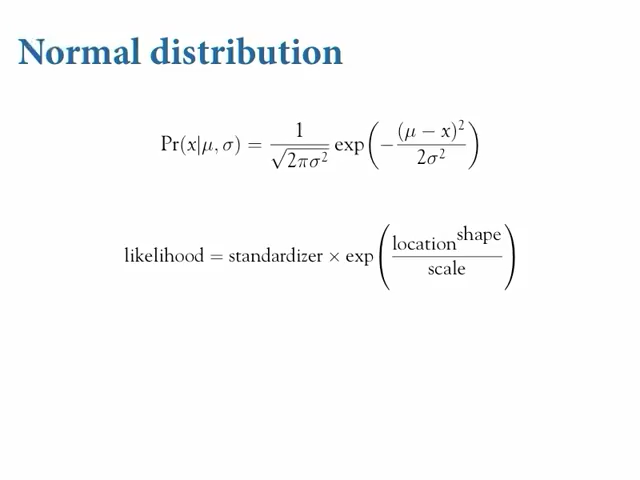 Normal distribution
Pr(x|μ, σ) = 1/√(2πσ²) exp(−(μ − x)²/2σ²)
likelihood = standardizer × exp(location^shape/scale)